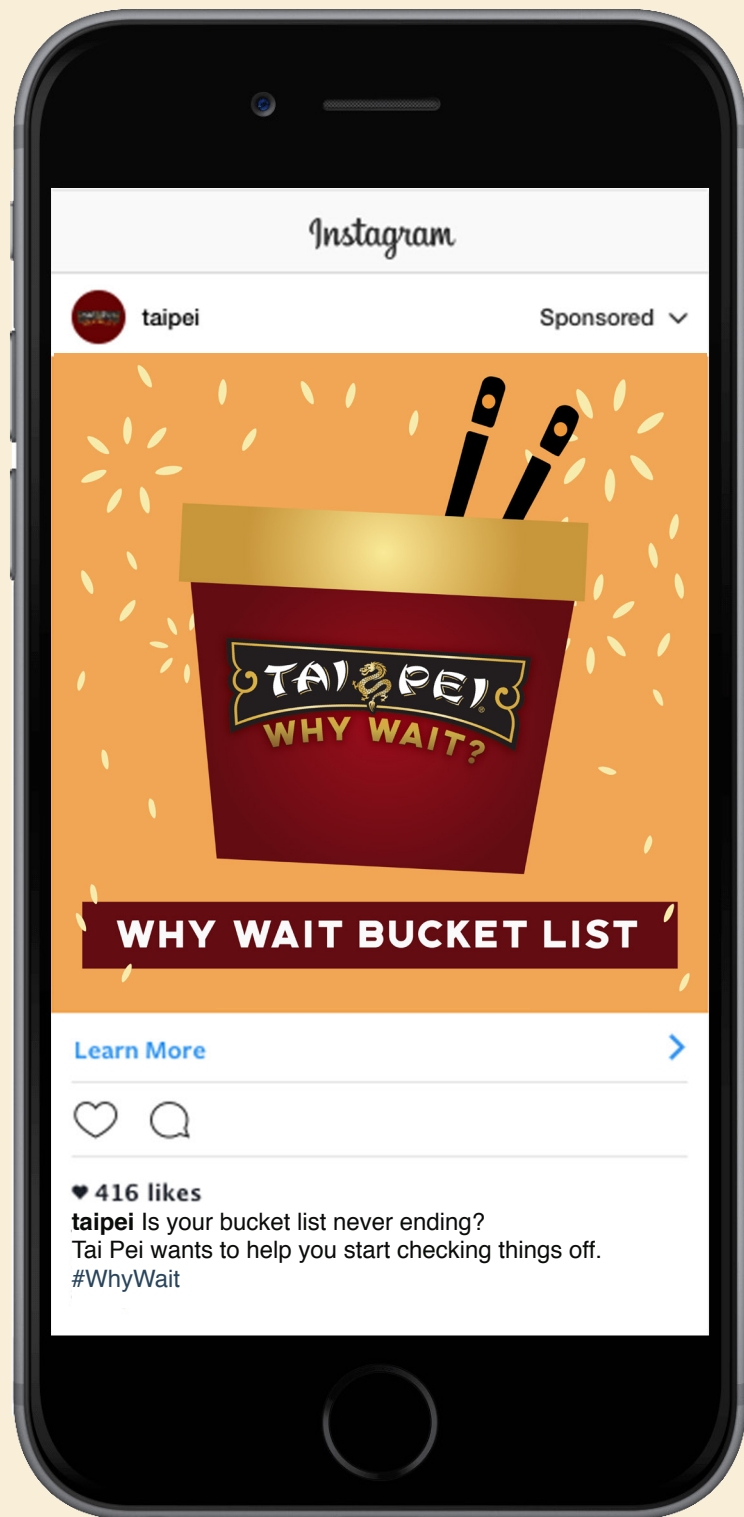 Instagram
taipei
Sponsored
TAI PEI®
WHY WAIT?
WHY WAIT BUCKET LIST
Learn More
416 likes
taipei Is your bucket list never ending?
Tai Pei wants to help you start checking things off.
#WhyWait